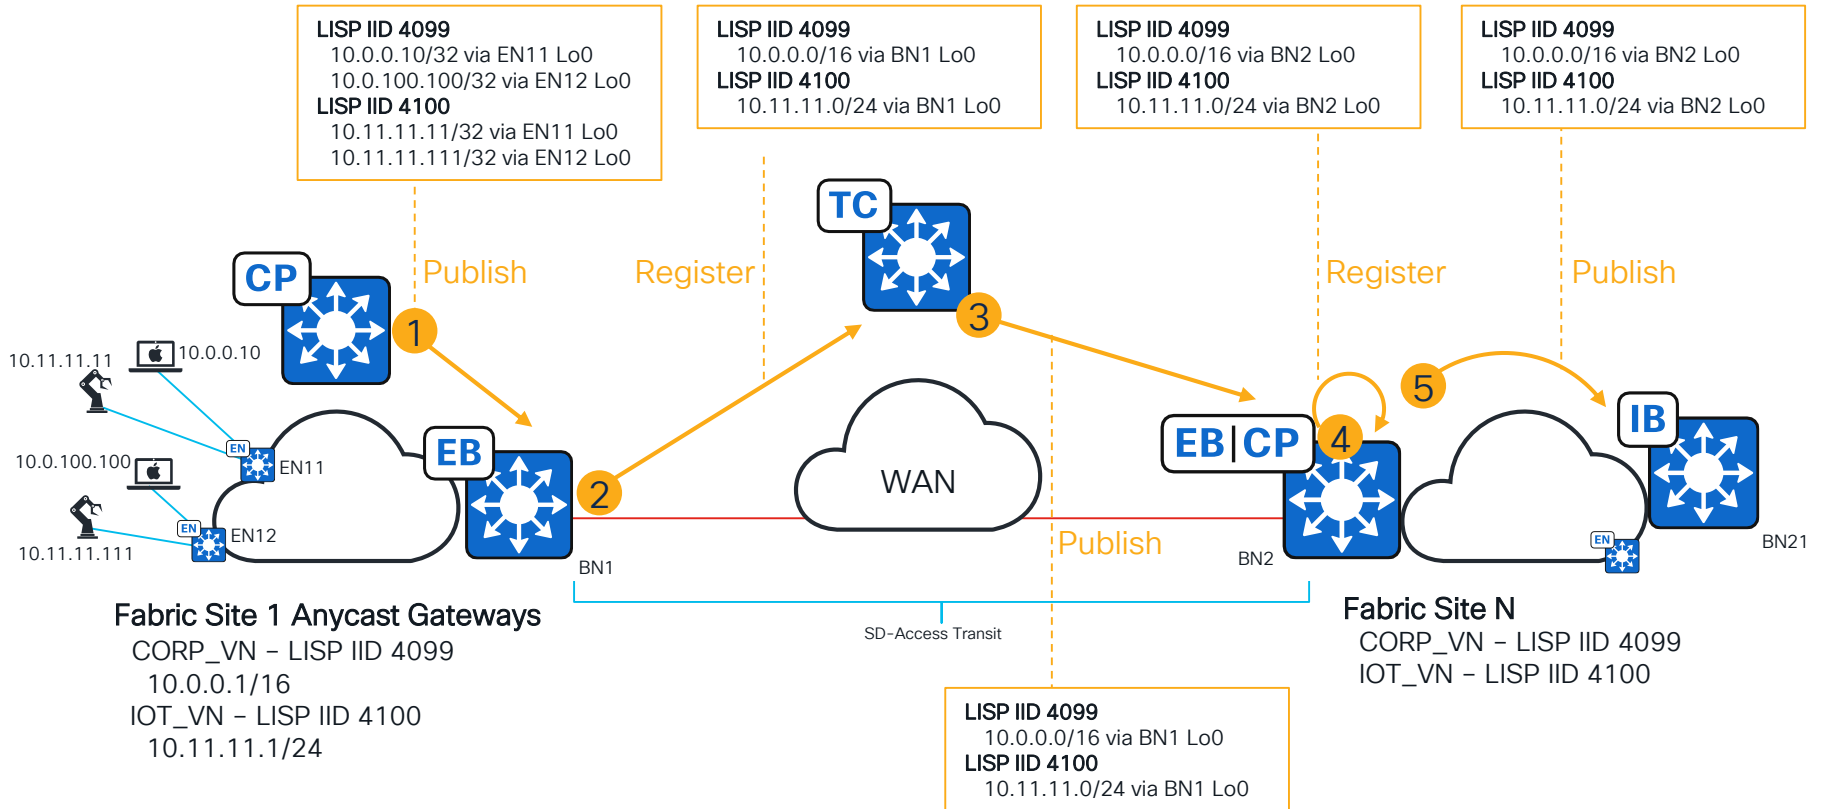 LISP IID 4099
10.0.0.10/32 via EN11 Lo0
10.0.100.100/32 via EN12 Lo0
LISP IID 4100
10.11.11.11/32 via EN11 Lo0
10.11.11.111/32 via EN12 Lo0
LISP IID 4099
10.0.0.0/16 via BN1 Lo0
LISP IID 4100
10.11.11.0/24 via BN1 Lo0
LISP IID 4099
10.0.0.0/16 via BN2 Lo0
LISP IID 4100
10.11.11.0/24 via BN2 Lo0
LISP IID 4099
10.0.0.0/16 via BN2 Lo0
LISP IID 4100
10.11.11.0/24 via BN2 Lo0
TC
CP
Publish
Register
Register
Publish
1
3
10.11.11.11
10.0.0.10
5
EB
EB|CP
4
IB
EN
EN11
10.0.100.100
2
WAN
EN
EN12
10.11.11.111
BN1
Publish
BN2
EN
BN21
SD-Access Transit
Fabric Site 1 Anycast Gateways
CORP_VN – LISP IID 4099
10.0.0.1/16
IOT_VN – LISP IID 4100
10.11.11.1/24
Fabric Site N
CORP_VN – LISP IID 4099
IOT_VN – LISP IID 4100
LISP IID 4099
10.0.0.0/16 via BN1 Lo0
LISP IID 4100
10.11.11.0/24 via BN1 Lo0